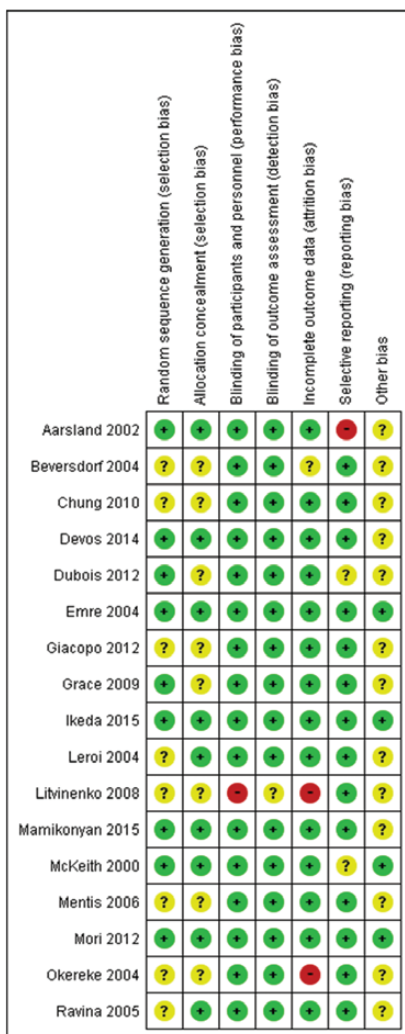 Random sequence generation (selection bias)
Allocation concealment (selection bias)
Blinding of participants and personnel (performance bias)
Blinding of outcome assessment (detection bias)
Incomplete outcome data (attrition bias)
Selective reporting (reporting bias)
Other bias
Aarsland 2002 + + + + + - ?
Beversdorf 2004 ? ? + + ? + ?
Chung 2010 ? ? + + + + ?
Devos 2014 + + + + + + ?
Dubois 2012 + ? + + + ? ?
Emre 2004 + + + + + + +
Giacopo 2012 ? ? + + + + ?
Grace 2009 + ? + + + + ?
Ikeda 2015 + + + + + + +
Leroi 2004 ? + + + + + ?
Litvinenko 2008 ? ? - ? - + ?
Mamikonyan 2015 + + + + + + ?
McKeith 2000 + + + + + ? +
Mentis 2006 ? ? + + + + ?
Mori 2012 + + + + + + +
Okereke 2004 ? ? + + - + ?
Ravina 2005 ? + + + + + ?